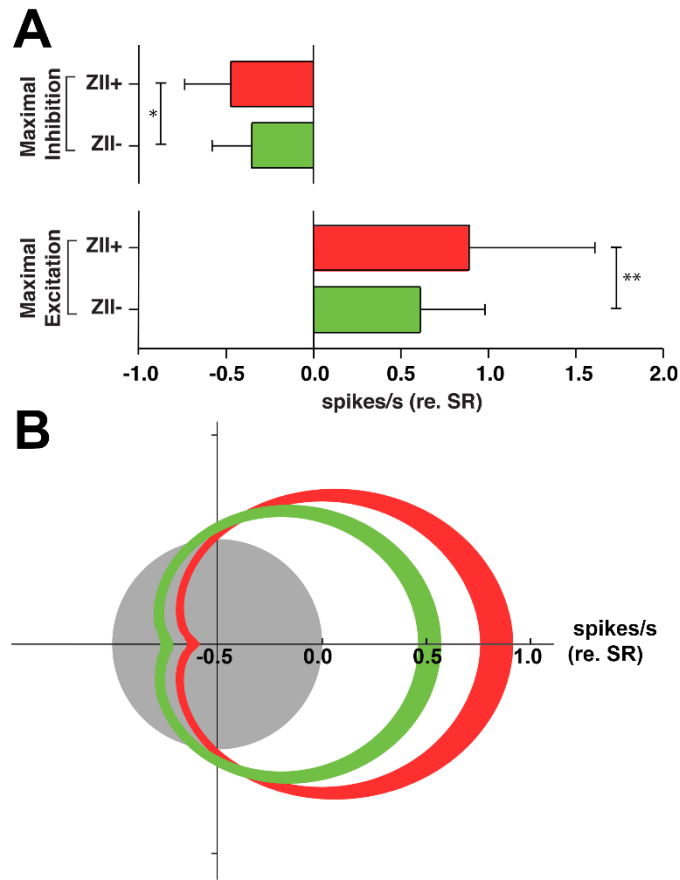 A
Maximal Inhibition
ZII+
*
ZII-
Maximal Excitation
ZII+
**
ZII-
-1.0 -0.5 0.0 0.5 1.0 1.5 2.0
spikes/s (re. SR)
B
-0.5 0.0 0.5 1.0
spikes/s
(re. SR)